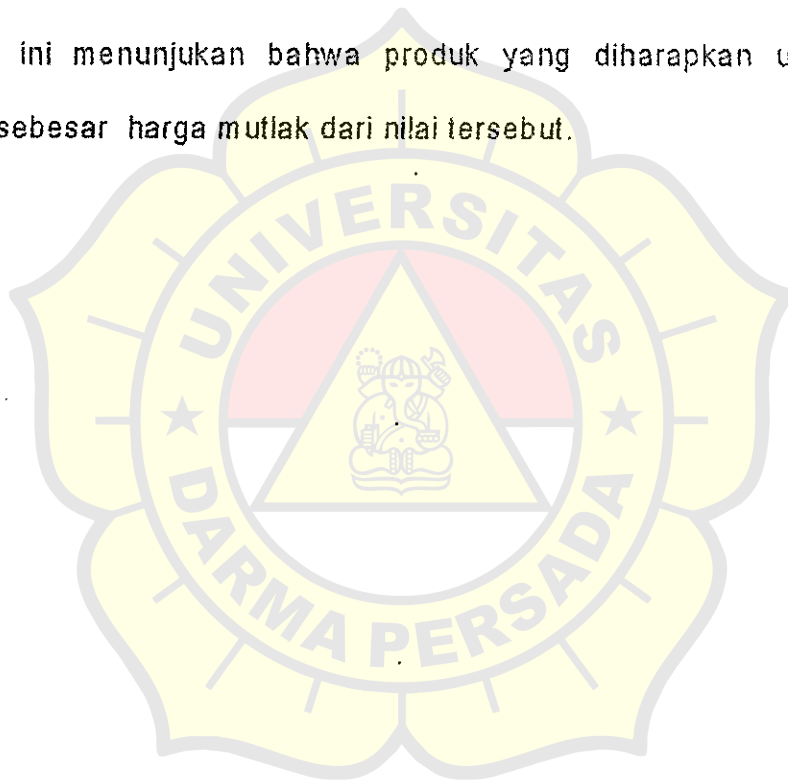 ini menunjukan bahwa produk yang diharapkan
sebesar harga mutlak dari nilai tersebut.
UNIVERSITAS
DARMA PERSADA